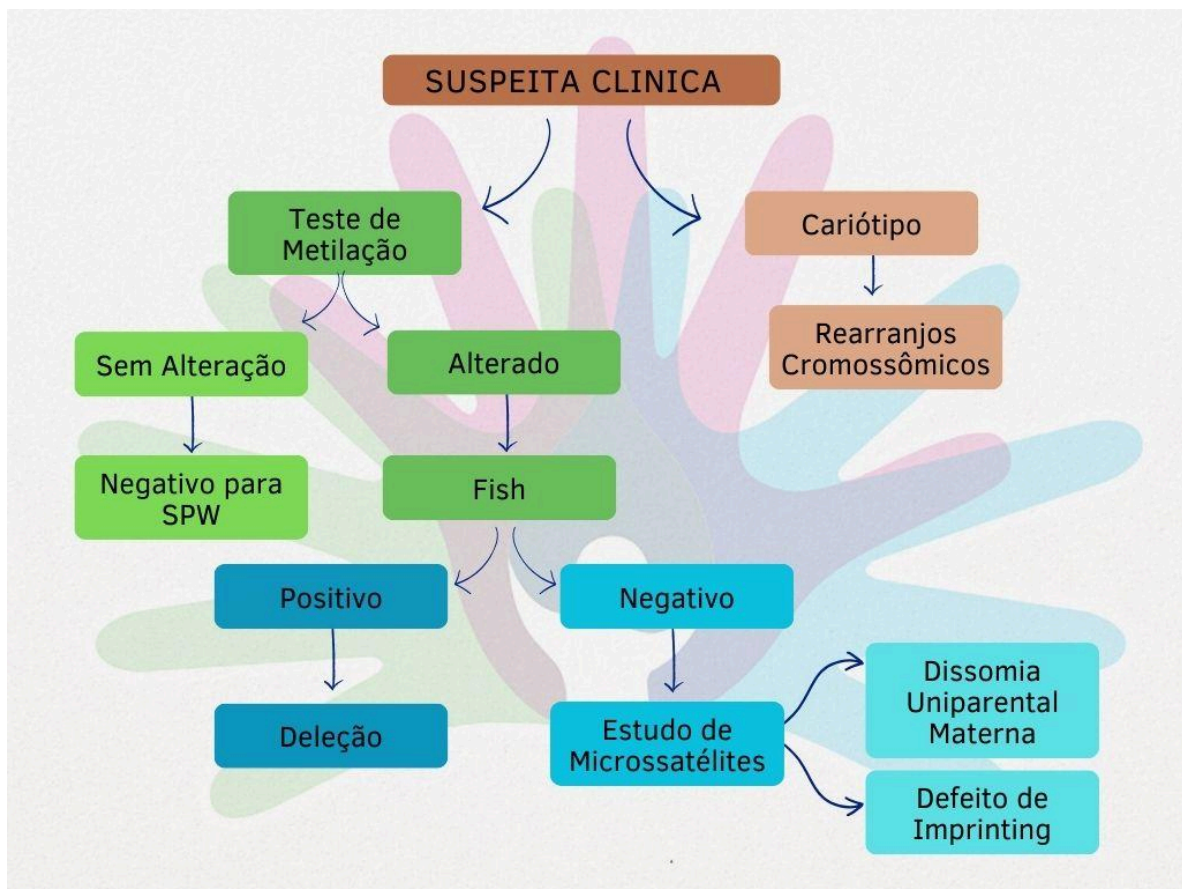 SUSPEITA CLINICA
Teste de
Metilação
Cariótipo
Sem Alteração
Alterado
Rearranjos
Cromossômicos
Negativo para
SPW
Fish
Positivo
Negativo
Deleção
Estudo de
Microssatélites
Dissomia
Uniparental
Materna
Defeito de
Imprinting